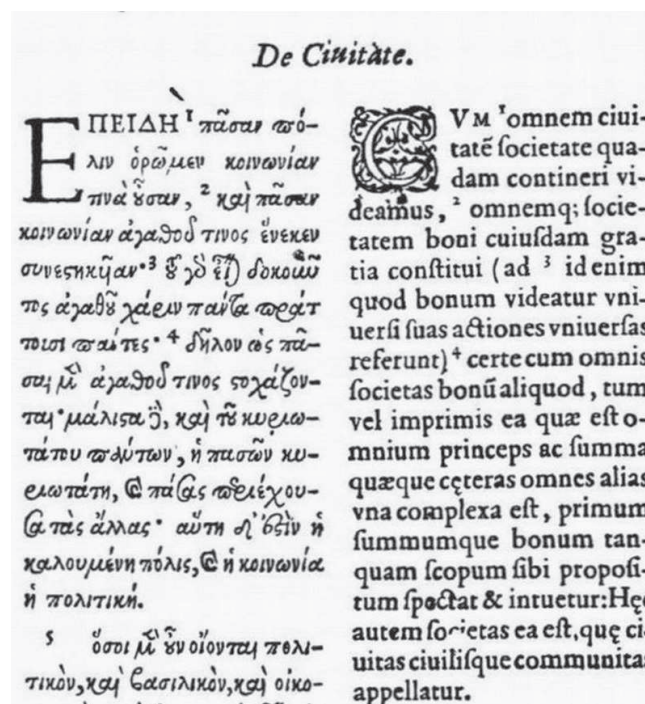 De Ciuitàte.
ἘΠΕΙΔΗ 1 πᾶσαν πό-
λιν ὁρῶμεν κοινωνίαν
τινὰ οὖσαν, 2 καὶ πᾶσαν
κοινωνίαν ἀγαθοῦ τινος ἕνεκεν
συνεστηκῦαν· 3 τοῦ γὸ εἶ) δοκοιῶ
τος ἀγαθοῦ χάριν πάντα πράτ
τουσι πάντες· 4 δῆλον ὡς πᾶ-
σαι μὲν ἀγαθοῦ τινος στοχάζον-
ται· μάλιστα δὲ, καὶ τοῦ κυριω-
τάτου πάντων, ἡ πασῶν κυ-
ριωτάτη, καὶ πάσας περιέχου-
σα τὰς ἄλλας· αὕτη δ' ἐστὶν ἡ
καλουμένη πόλις, καὶ ἡ κοινωνία
ἡ πολιτική.
5 ὅσοι μὲν οὖν οἴονται πολι-
τικὸν, καὶ βασιλικὸν, καὶ οἰκο-
CVM 1 omnem ciui-
tatē ſocietate qua-
dam contineri vi-
deamus, 2 omnemq; ſocie-
tatem boni cuiuſdam gra-
tia conſtitui (ad 3 id enim
quod bonum videatur vni-
uerſi ſuas actiones vniuerſas
referunt) 4 certe cum omnis
ſocietas bonū aliquod, tum
vel imprimis ea quæ eſt o-
mnium princeps ac ſumma
quæque cęteras omnes alias
vna complexa eſt, primum
ſummumque bonum tan-
quam ſcopum ſibi propoſi-
tum ſpectat & intuetur: Hęc
autem ſocietas ea eſt, quę ci-
uitas ciuiliſque communitas
appellatur.